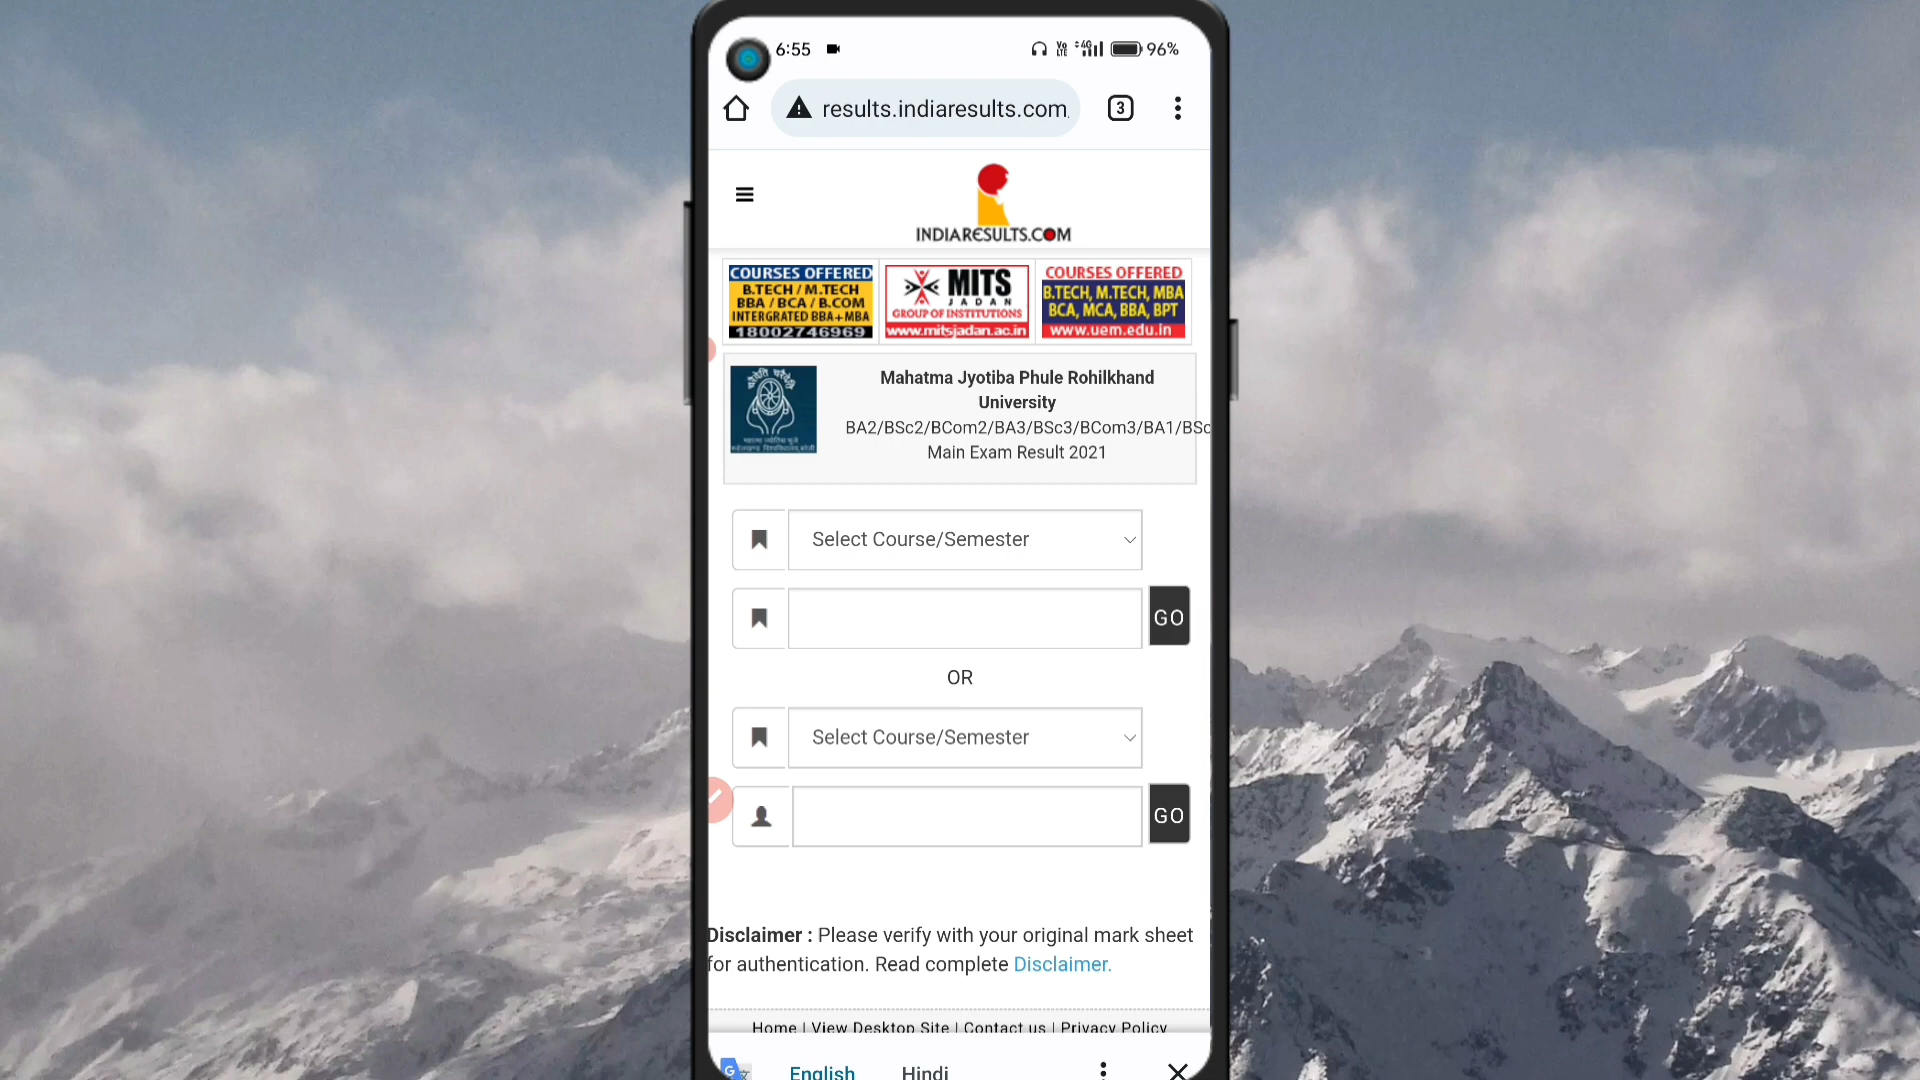 6:55
Vo LTE 4G 96%
results.indiaresults.com
3
INDIARESULTS.COM
COURSES OFFERED
B.TECH / M.TECH
BBA / BCA / B.COM
INTERGRATED BBA+MBA
18002746969
MITS
JADAN
GROUP OF INSTITUTIONS
www.mitsjadan.ac.in
COURSES OFFERED
B.TECH, M.TECH, MBA
BCA, MCA, BBA, BPT
www.uem.edu.in
Mahatma Jyotiba Phule Rohilkhand
University
BA2/BSc2/BCom2/BA3/BSc3/BCom3/BA1/BSc
Main Exam Result 2021
Select Course/Semester
GO
OR
Select Course/Semester
GO
Disclaimer : Please verify with your original mark sheet
for authentication. Read complete Disclaimer.
Home | View Desktop Site | Contact us | Privacy Policy
English Hindi